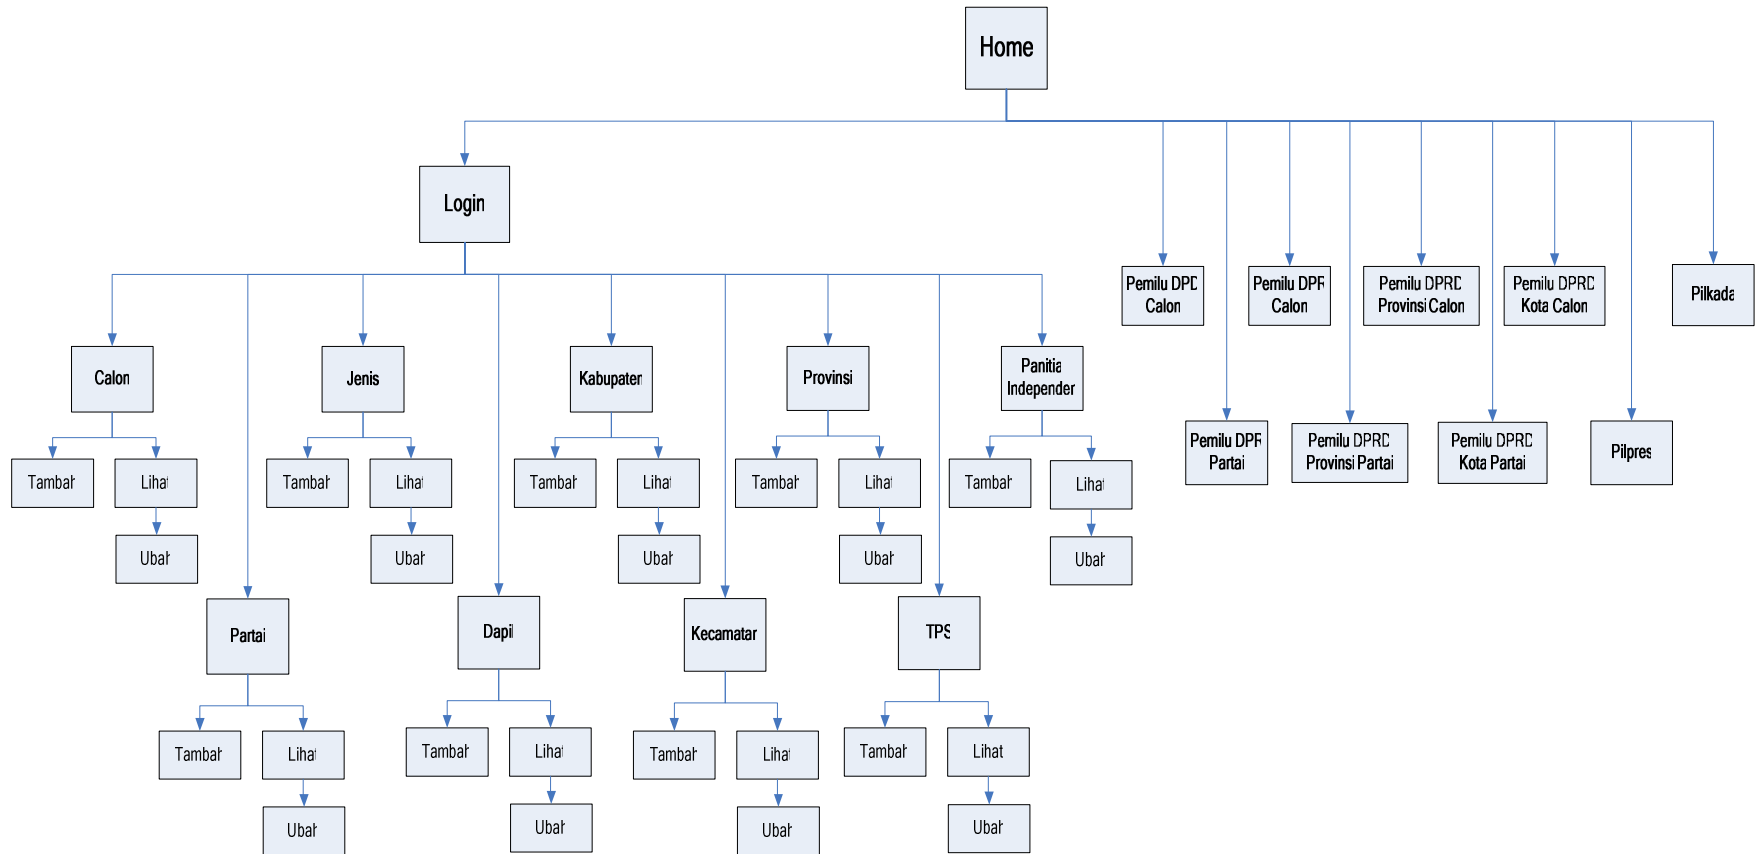 Home
Login
Pemilu DPD
Calon
Pemilu DPR
Calon
Pemilu DPRD
Provinsi Calon
Pemilu DPRD
Kota Calon
Pilkada
Calon
Jenis
Kabupaten
Provinsi
Panitia
Independen
Pemilu DPR
Partai
Pemilu DPRD
Provinsi Partai
Pemilu DPRD
Kota Partai
Pilpres
Tambah
Lihat
Tambah
Lihat
Tambah
Lihat
Tambah
Lihat
Tambah
Lihat
Ubah
Ubah
Ubah
Ubah
Ubah
Partai
Dapil
Kecamatan
TPS
Tambah
Lihat
Tambah
Lihat
Tambah
Lihat
Tambah
Lihat
Ubah
Ubah
Ubah
Ubah